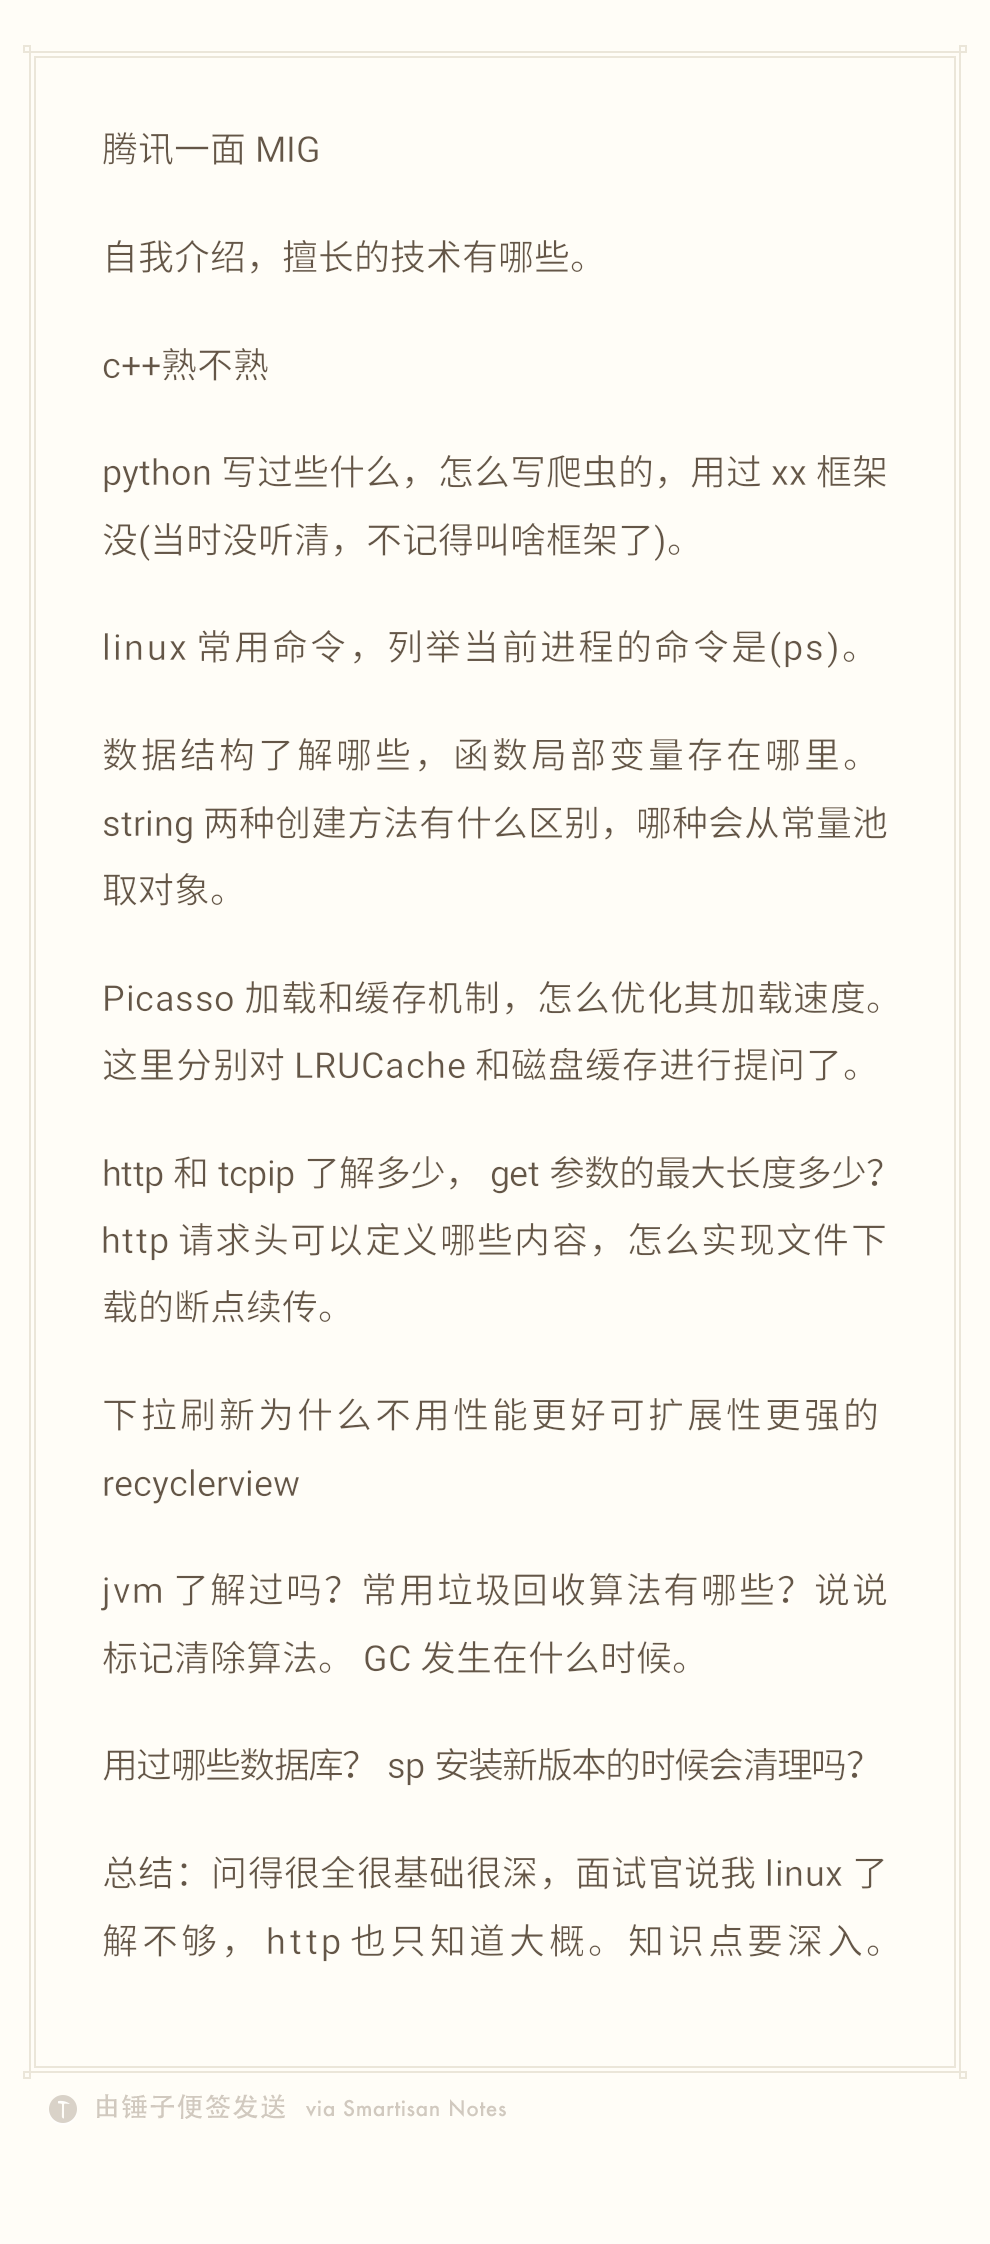 腾讯一面 MIG
自我介绍，擅长的技术有哪些。
c++熟不熟
python 写过些什么，怎么写爬虫的，用过 xx 框架
没(当时没听清，不记得叫啥框架了)。
linux 常用命令，列举当前进程的命令是(ps)。
数据结构了解哪些，函数局部变量存在哪里。
string 两种创建方法有什么区别，哪种会从常量池
取对象。
Picasso 加载和缓存机制，怎么优化其加载速度。
这里分别对 LRUCache 和磁盘缓存进行提问了。
http 和 tcpip 了解多少， get 参数的最大长度多少？
http 请求头可以定义哪些内容，怎么实现文件下
载的断点续传。
下拉刷新为什么不用性能更好可扩展性更强的
recyclerview
jvm 了解过吗？常用垃圾回收算法有哪些？说说
标记清除算法。 GC 发生在什么时候。
用过哪些数据库？ sp 安装新版本的时候会清理吗？
总结：问得很全很基础很深，面试官说我 linux 了
解不够， http 也只知道大概。知识点要深入。
由锤子便签发送 via Smartisan Notes